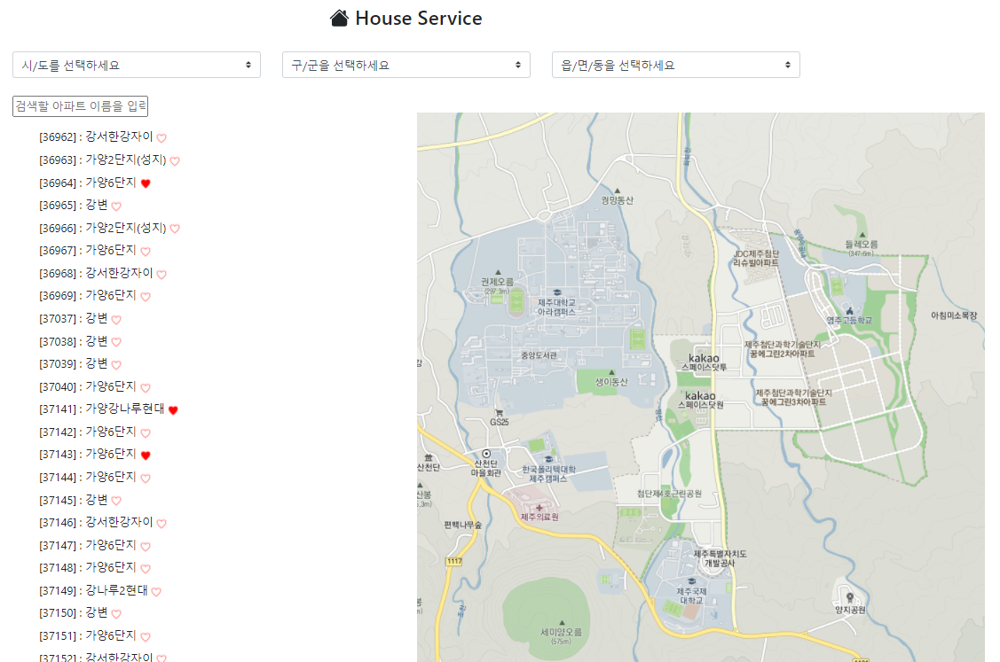 House Service
시/도를 선택하세요
구/군을 선택하세요
읍/면/동을 선택하세요
검색할 아파트 이름을 입력
[36962] : 강서한강자이
[36963] : 가양2단지(성지)
[36964] : 가양6단지
[36965] : 강변
[36966] : 가양2단지(성지)
[36967] : 가양6단지
[36968] : 강서한강자이
[36969] : 가양6단지
[37037] : 강변
[37038] : 강변
[37039] : 강변
[37040] : 가양6단지
[37141] : 가양강나루현대
[37142] : 가양6단지
[37143] : 가양6단지
[37144] : 가양6단지
[37145] : 강변
[37146] : 강서한강자이
[37147] : 가양6단지
[37148] : 가양6단지
[37149] : 강나루2현대
[37150] : 강변
[37151] : 가양6단지
[37152] : 강서한강자이
걱망동산
들레오름
(347.6m)
JDC제주첨단
리슈빌아파트
권제오름
(297.3m)
제주대학교
아라캠퍼스
영주고등학교
아침미소목장
제주첨단과학기술단지
꿈에그린2차아파트
중앙도서관
kakao
스페이스닷투
생이동산
제주첨단과학기술단지
꿈에그린3차아파트
kakao
스페이스닷원
GS25
산천단
산천단
마을회관
한국폴리텍대학
제주캠퍼스
첨단제4호근린공원
제주의료원
편백나무숲
제주특별자치도
개발공사
1117
제주국제
대학교
양지공원
세미양오름
(575m)